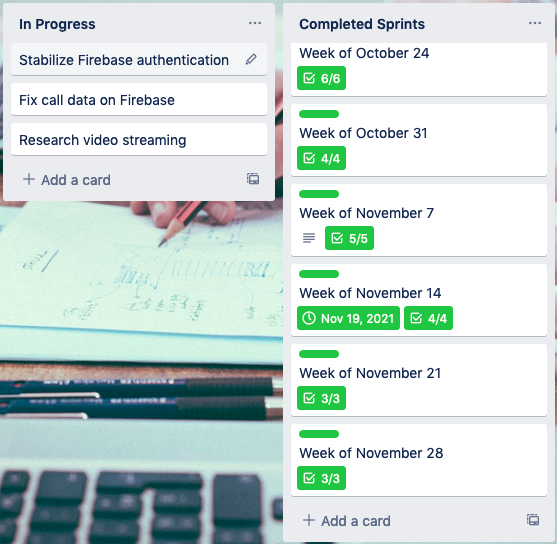 In Progress
Stabilize Firebase authentication
Fix call data on Firebase
Research video streaming
Add a card
Completed Sprints
Week of October 24
6/6
Week of October 31
4/4
Week of November 7
5/5
Week of November 14
Nov 19, 2021 4/4
Week of November 21
3/3
Week of November 28
3/3
Add a card